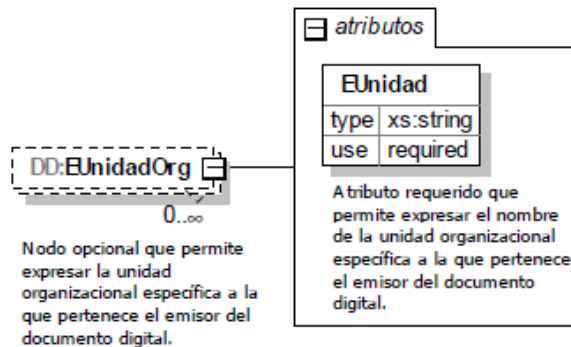 atributos
EUnidad
type xs:string
use required
Atributo requerido que
permite expresar el nombre
de la unidad organizacional
específica a la que pertenece
el emisor del documento
digital.
DD:EUnidadOrg
0..∞
Nodo opcional que permite
expresar la unidad
organizacional específica a la
que pertenece el emisor del
documento digital.